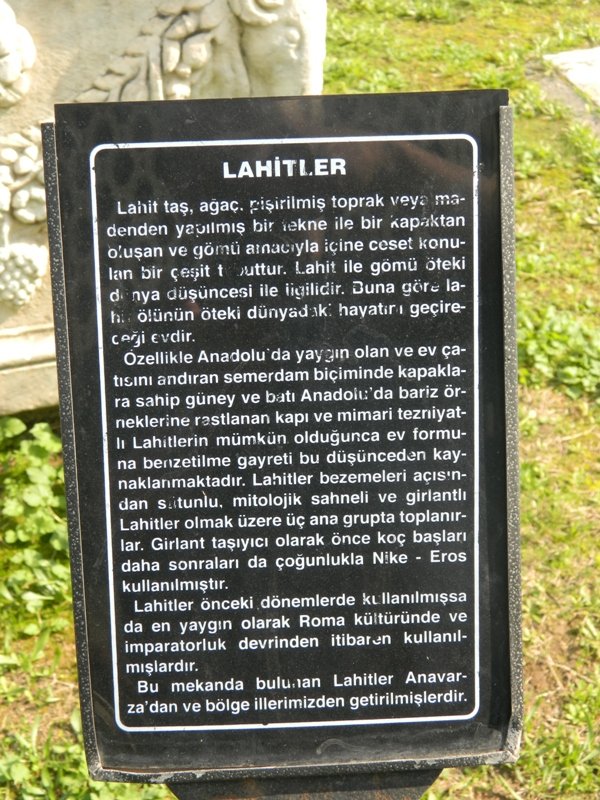 LAHİTLER
Lahit taş, ağaç, pişirilmiş toprak veya ma-
denden yapılmış bir tekne ile bir kapaktan
oluşan ve gömü amacıyla içine ceset konu-
lan bir çeşit tabuttur. Lahit ile gömü öteki
dünya düşüncesi ile ilgilidir. Buna göre la-
hit ölünün öteki dünyadaki hayatını geçire-
ceği evdir.
Özellikle Anadolu'da yaygın olan ve ev ça-
tısını andıran semerdam biçiminde kapakla-
ra sahip güney ve batı Anadolu'da bariz ör-
neklerine rastlanan kapı ve mimari tezniyat-
lı Lahitlerin mümkün olduğunca ev formu-
na benzetilme gayreti bu düşünceden kay-
naklanmaktadır. Lahitler bezemeleri açısın-
dan sütunlu, mitolojik sahneli ve girlantlı
Lahitler olmak üzere üç ana grupta toplanır-
lar. Girlant taşıyıcı olarak önce koç başları
daha sonraları da çoğunlukla Nike - Eros
kullanılmıştır.
Lahitler önceki dönemlerde kullanılmışsa
da en yaygın olarak Roma kültüründe ve
imparatorluk devrinden itibaren kullanıl-
mışlardır.
Bu mekanda bulunan Lahitler Anavar-
za'dan ve bölge illerimizden getirilmişlerdir.